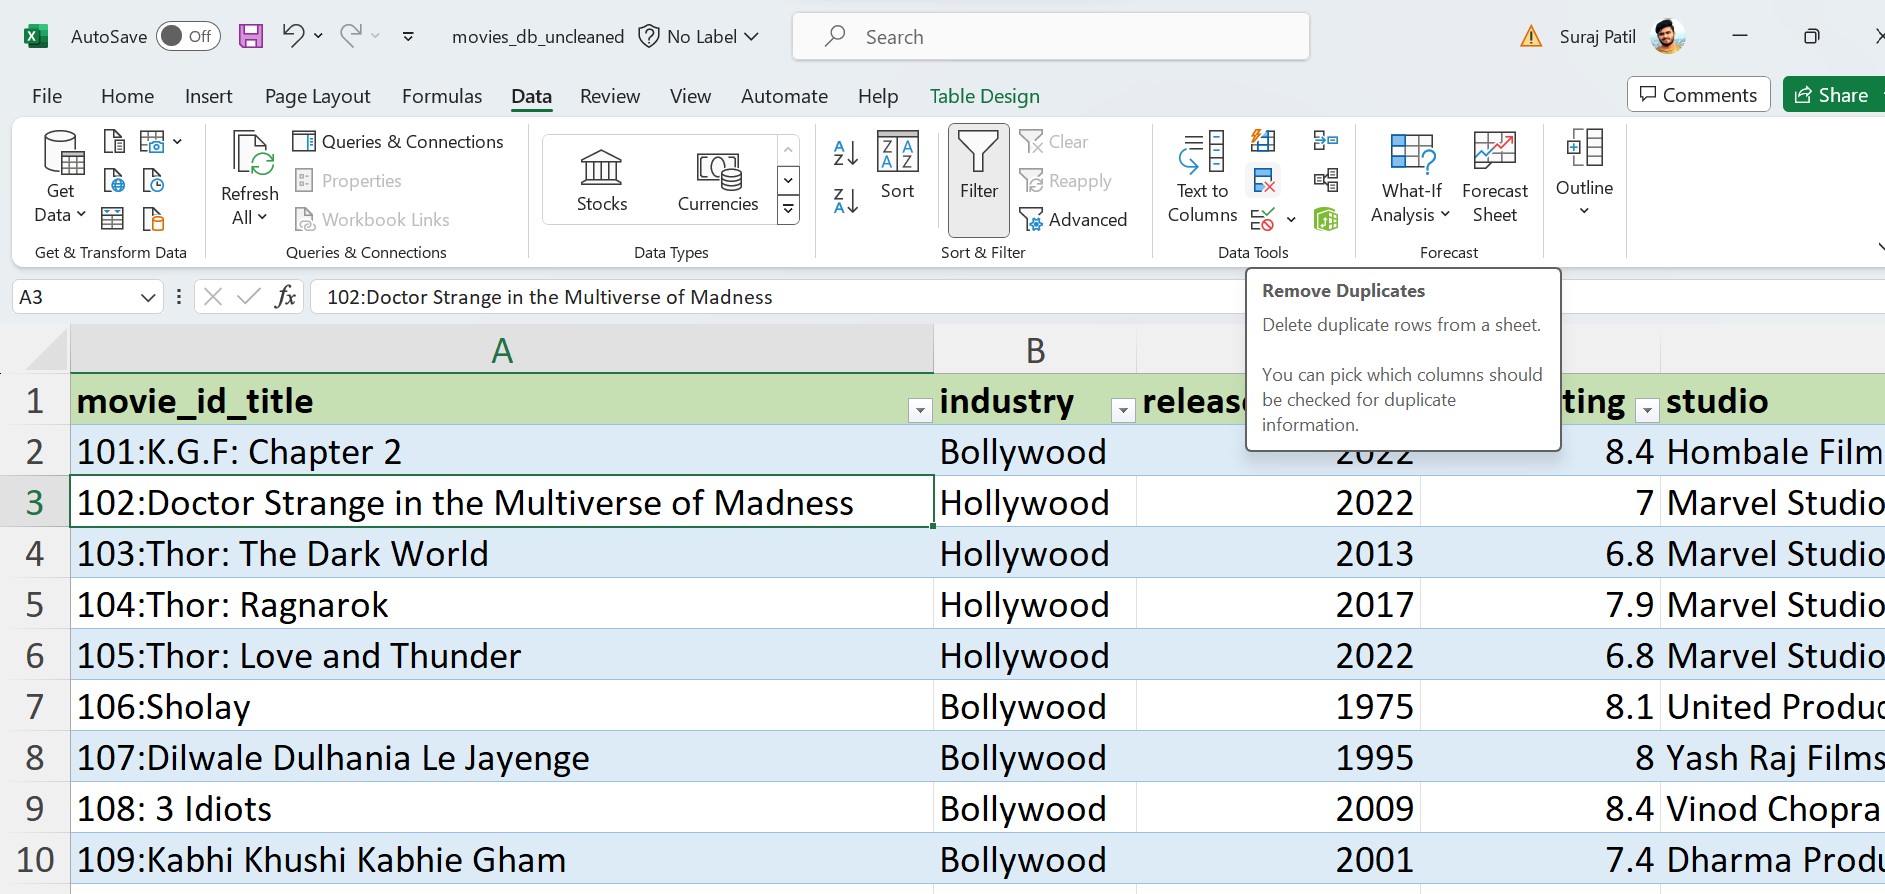 AutoSave Off movies_db_uncleaned No Label Search Suraj Patil
File Home Insert Page Layout Formulas Data Review View Automate Help Table Design Comments Share
Get Data
Refresh All
Queries & Connections
Properties
Workbook Links
Stocks
Currencies
Sort
Filter
Clear
Reapply
Advanced
Text to Columns
What-If Analysis
Forecast Sheet
Outline
Get & Transform Data Queries & Connections Data Types Sort & Filter Data Tools Forecast
A3 fx 102:Doctor Strange in the Multiverse of Madness
Remove Duplicates
Delete duplicate rows from a sheet.
You can pick which columns should
be checked for duplicate
information.
A B
1 movie_id_title industry releas ting studio
2 101:K.G.F: Chapter 2 Bollywood 2022 8.4 Hombale Film
3 102:Doctor Strange in the Multiverse of Madness Hollywood 2022 7 Marvel Studio
4 103:Thor: The Dark World Hollywood 2013 6.8 Marvel Studio
5 104:Thor: Ragnarok Hollywood 2017 7.9 Marvel Studio
6 105:Thor: Love and Thunder Hollywood 2022 6.8 Marvel Studio
7 106:Sholay Bollywood 1975 8.1 United Produc
8 107:Dilwale Dulhania Le Jayenge Bollywood 1995 8 Yash Raj Films
9 108: 3 Idiots Bollywood 2009 8.4 Vinod Chopra
10 109:Kabhi Khushi Kabhie Gham Bollywood 2001 7.4 Dharma Produ